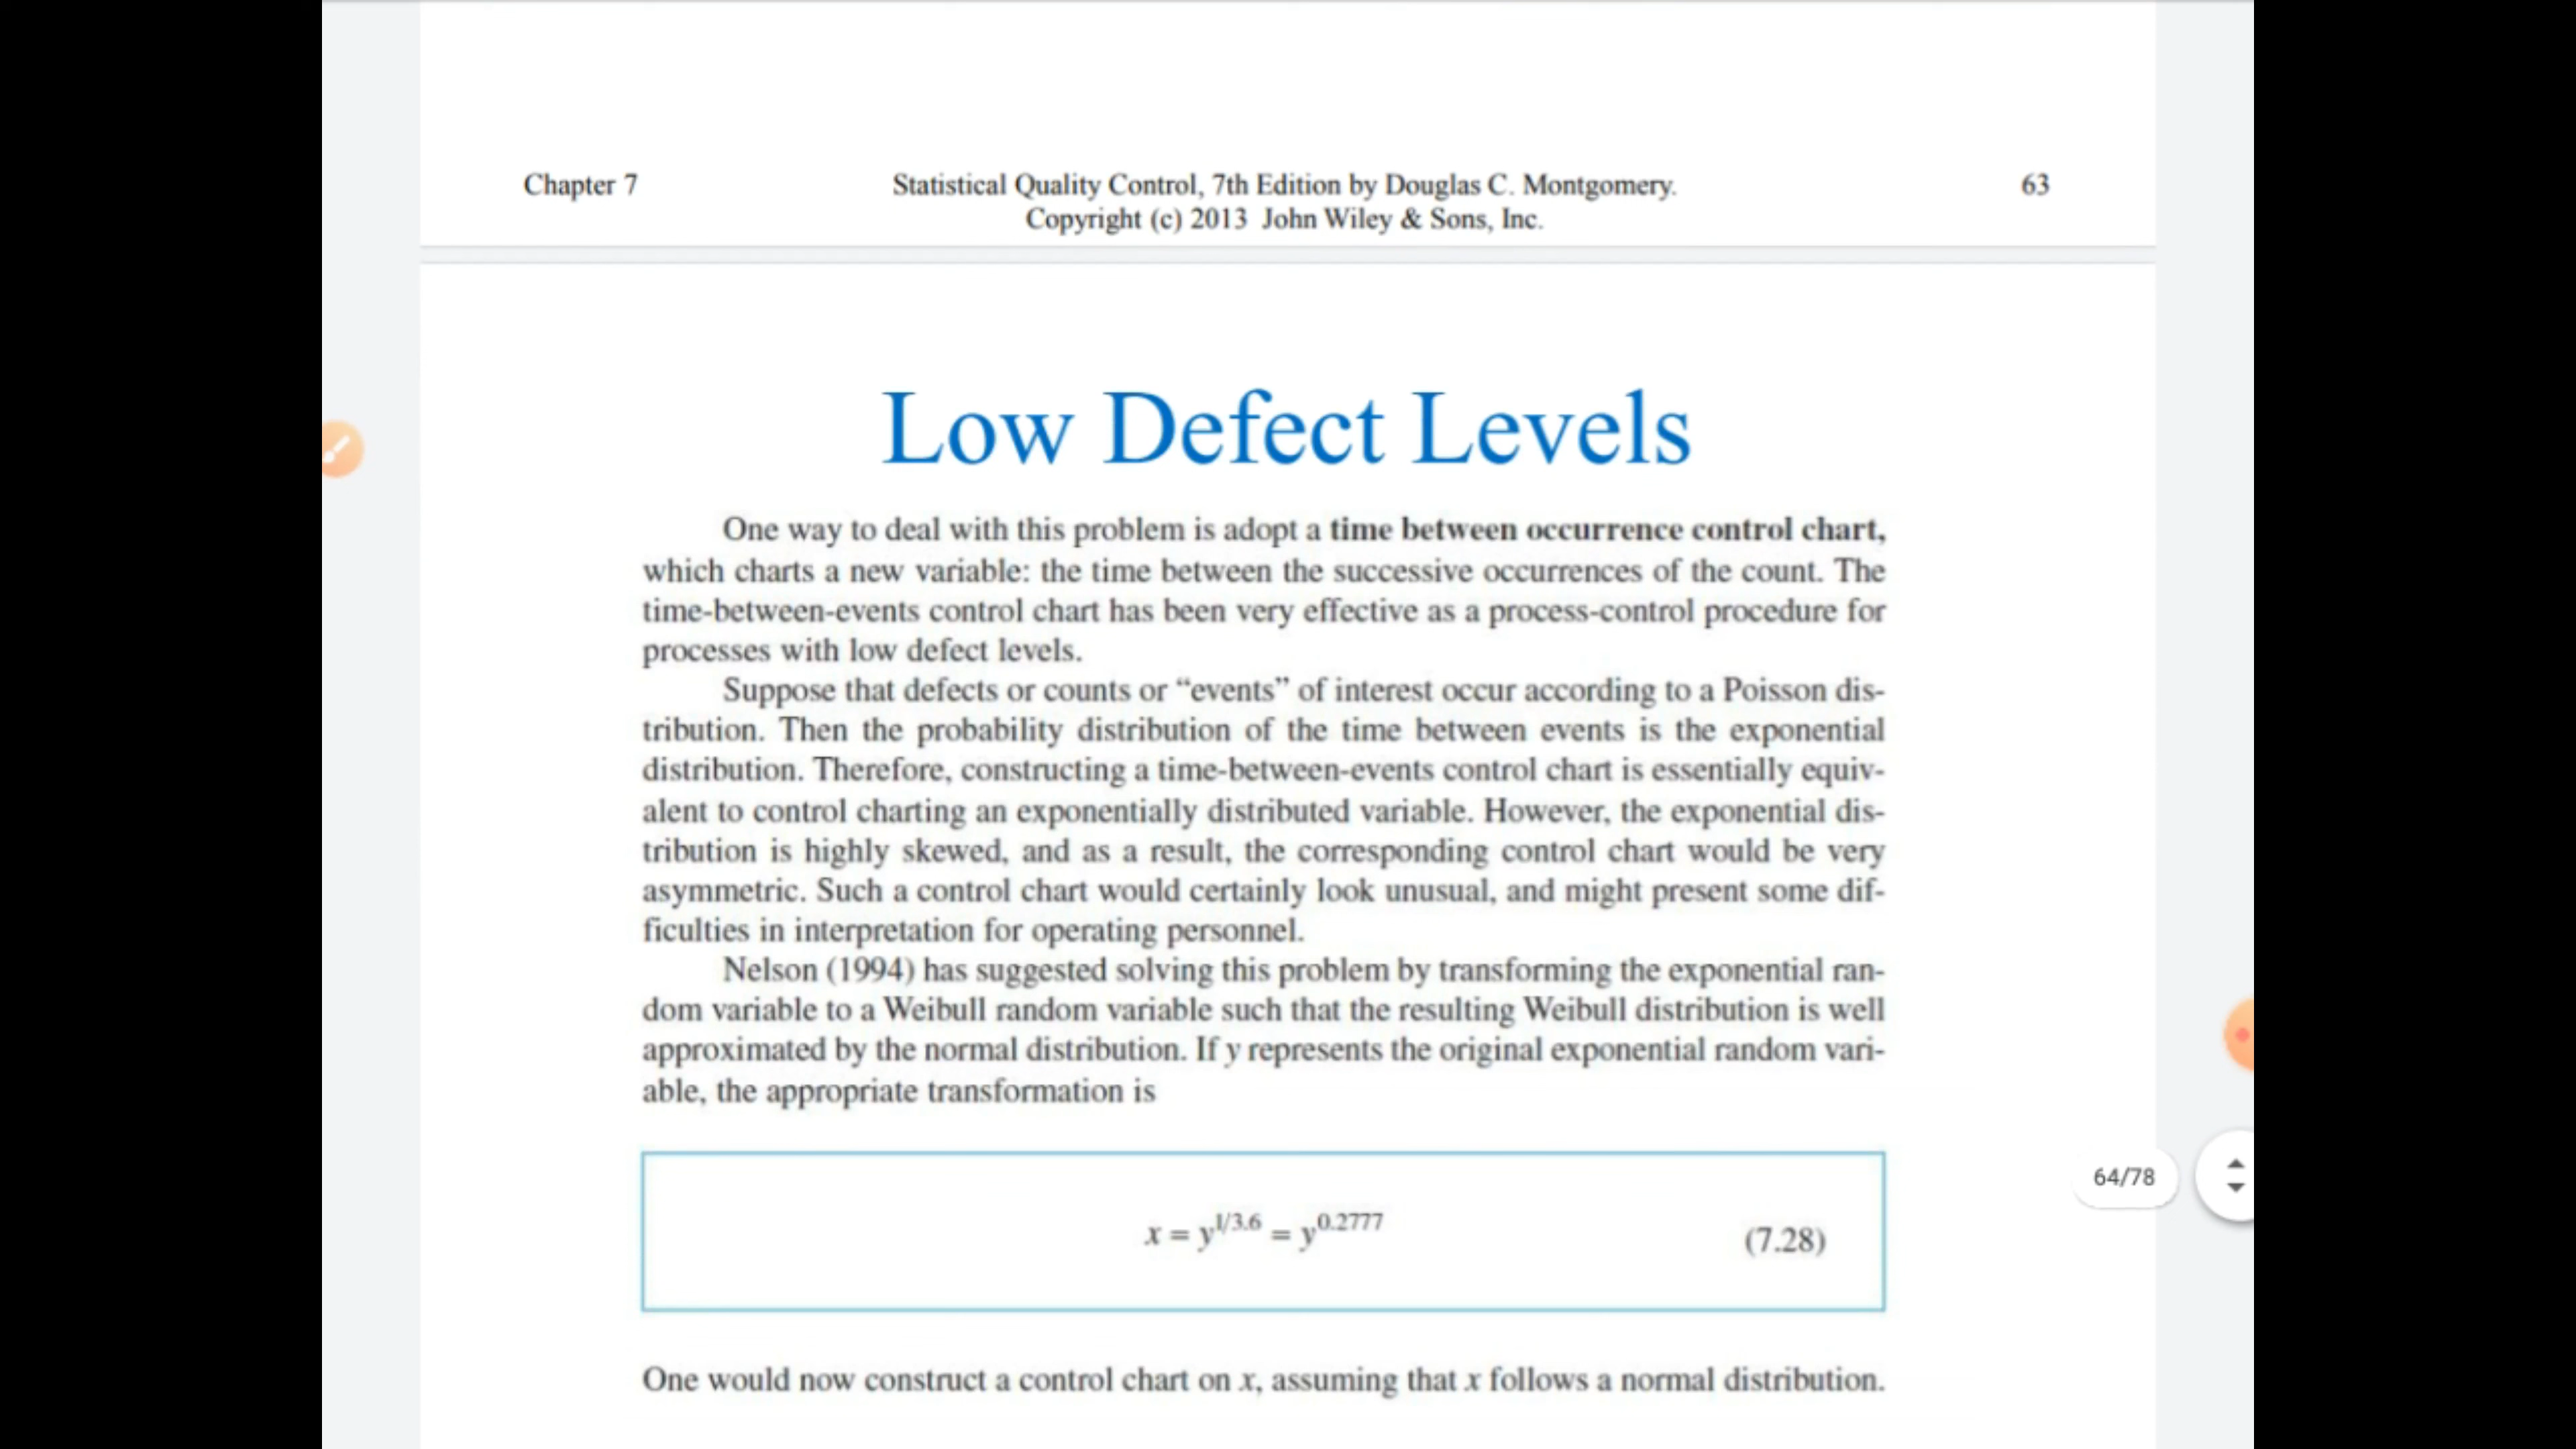 Chapter 7
Statistical Quality Control, 7th Edition by Douglas C. Montgomery.
63
Copyright (c) 2013 John Wiley & Sons, Inc.
Low Defect Levels
One way to deal with this problem is adopt a time between occurrence control chart,
which charts a new variable: the time between the successive occurrences of the count. The
time-between-events control chart has been very effective as a process-control procedure for
processes with low defect levels.
Suppose that defects or counts or “events” of interest occur according to a Poisson dis-
tribution. Then the probability distribution of the time between events is the exponential
distribution. Therefore, constructing a time-between-events control chart is essentially equiv-
alent to control charting an exponentially distributed variable. However, the exponential dis-
tribution is highly skewed, and as a result, the corresponding control chart would be very
asymmetric. Such a control chart would certainly look unusual, and might present some dif-
ficulties in interpretation for operating personnel.
Nelson (1994) has suggested solving this problem by transforming the exponential ran-
dom variable to a Weibull random variable such that the resulting Weibull distribution is well
approximated by the normal distribution. If y represents the original exponential random vari-
able, the appropriate transformation is
64/78
x = y^1/3.6 = y^0.2777 (7.28)
One would now construct a control chart on x, assuming that x follows a normal distribution.